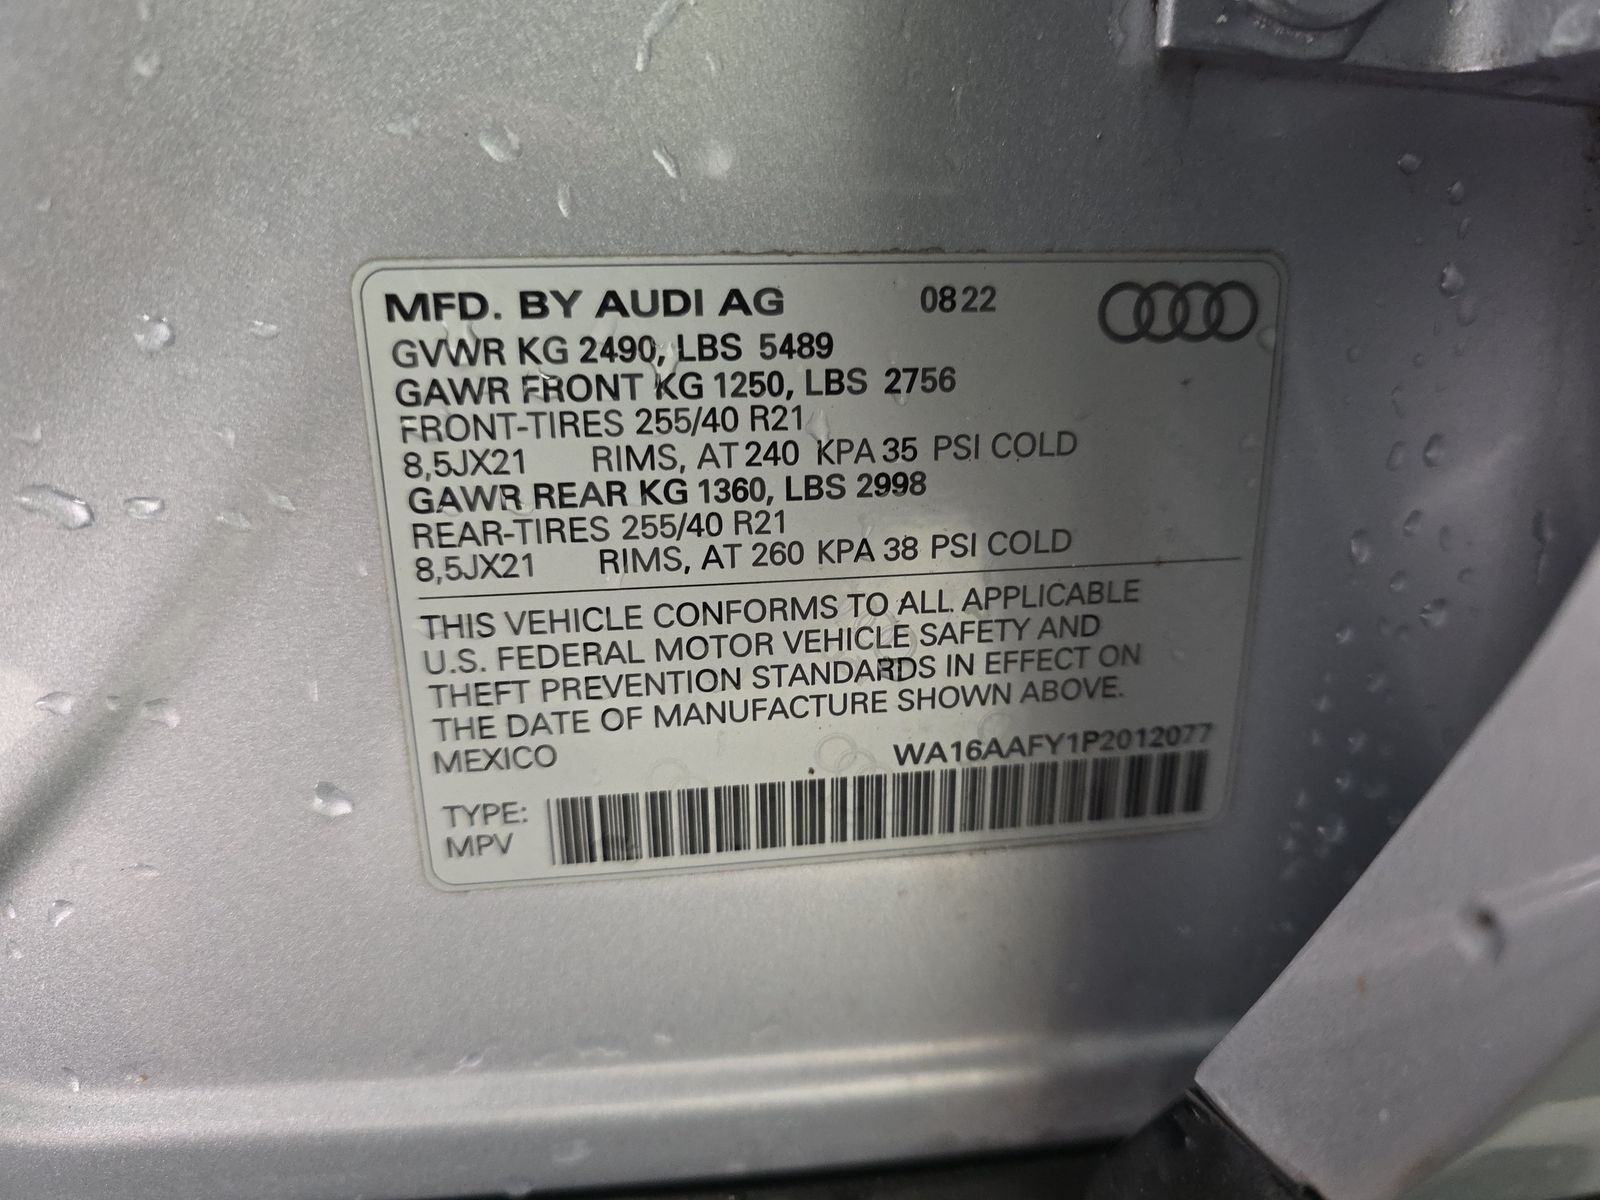 MFD. BY AUDI AG 0822
GVWR KG 2490, LBS 5489
GAWR FRONT KG 1250, LBS 2756
FRONT-TIRES 255/40 R21
8,5JX21 RIMS, AT 240 KPA 35 PSI COLD
GAWR REAR KG 1360, LBS 2998
REAR-TIRES 255/40 R21
8,5JX21 RIMS, AT 260 KPA 38 PSI COLD
THIS VEHICLE CONFORMS TO ALL APPLICABLE
U.S. FEDERAL MOTOR VEHICLE SAFETY AND
THEFT PREVENTION STANDARDS IN EFFECT ON
THE DATE OF MANUFACTURE SHOWN ABOVE.
MEXICO WA16AAFY1P2012077
TYPE:
MPV